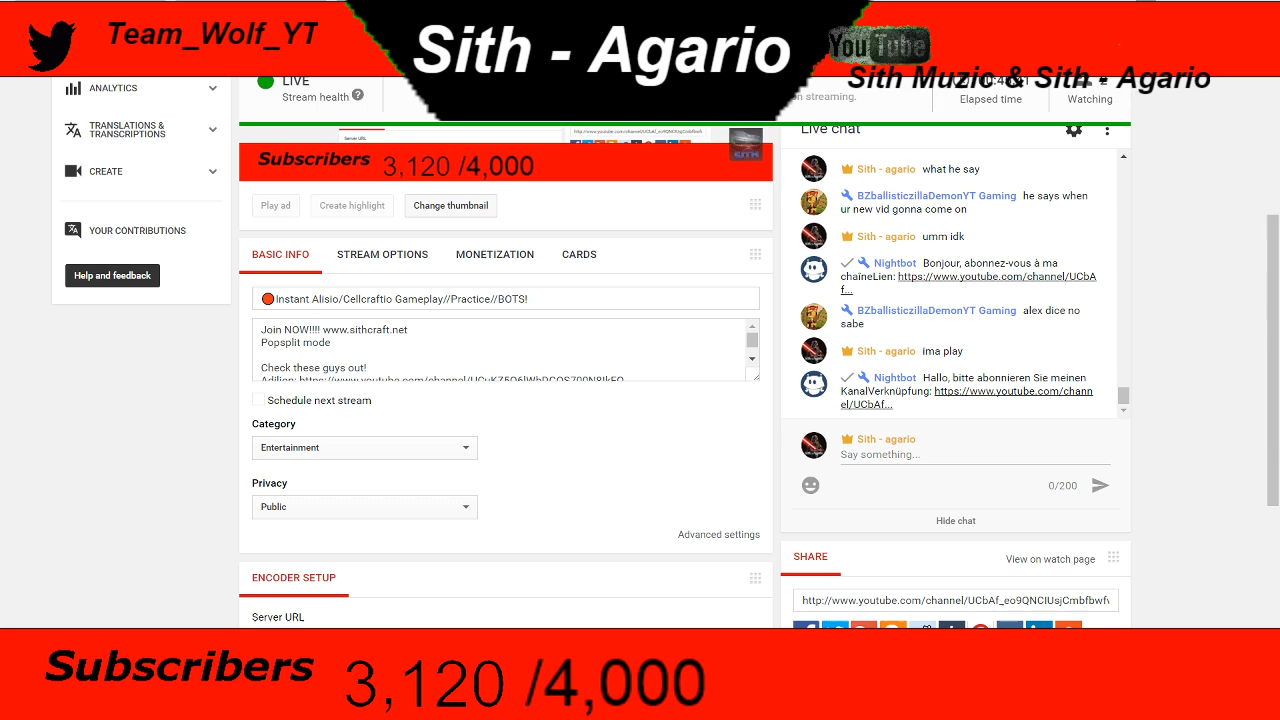 Team_Wolf_YT
Sith - Agario
You Tube
Sith Muzic & Sith - Agario
ANALYTICS
TRANSLATIONS &
TRANSCRIPTIONS
CREATE
YOUR CONTRIBUTIONS
Help and feedback
LIVE
Stream health
on streaming.
Elapsed time
Watching
Server URL
Subscribers 3,120 /4,000
Play ad
Create highlight
Change thumbnail
BASIC INFO
STREAM OPTIONS
MONETIZATION
CARDS
Instant Alisio/Cellcraftio Gameplay//Practice//BOTS!
Join NOW!!!! www.sithcraft.net
Popsplit mode
Check these guys out!
Schedule next stream
Category
Entertainment
Privacy
Public
Advanced settings
ENCODER SETUP
Server URL
Live chat
Sith - agario what he say
BZballisticzillaDemonYT Gaming he says when
ur new vid gonna come on
Sith - agario umm idk
Nightbot Bonjour, abonnez-vous à ma
chaîneLien: https://www.youtube.com/channel/UCbA
f...
BZballisticzillaDemonYT Gaming alex dice no
sabe
Sith - agario ima play
Nightbot Hallo, bitte abonnieren Sie meinen
KanalVerknüpfung: https://www.youtube.com/chann
el/UCbAf...
Sith - agario
Say something...
0/200
Hide chat
SHARE
View on watch page
Subscribers 3,120 /4,000